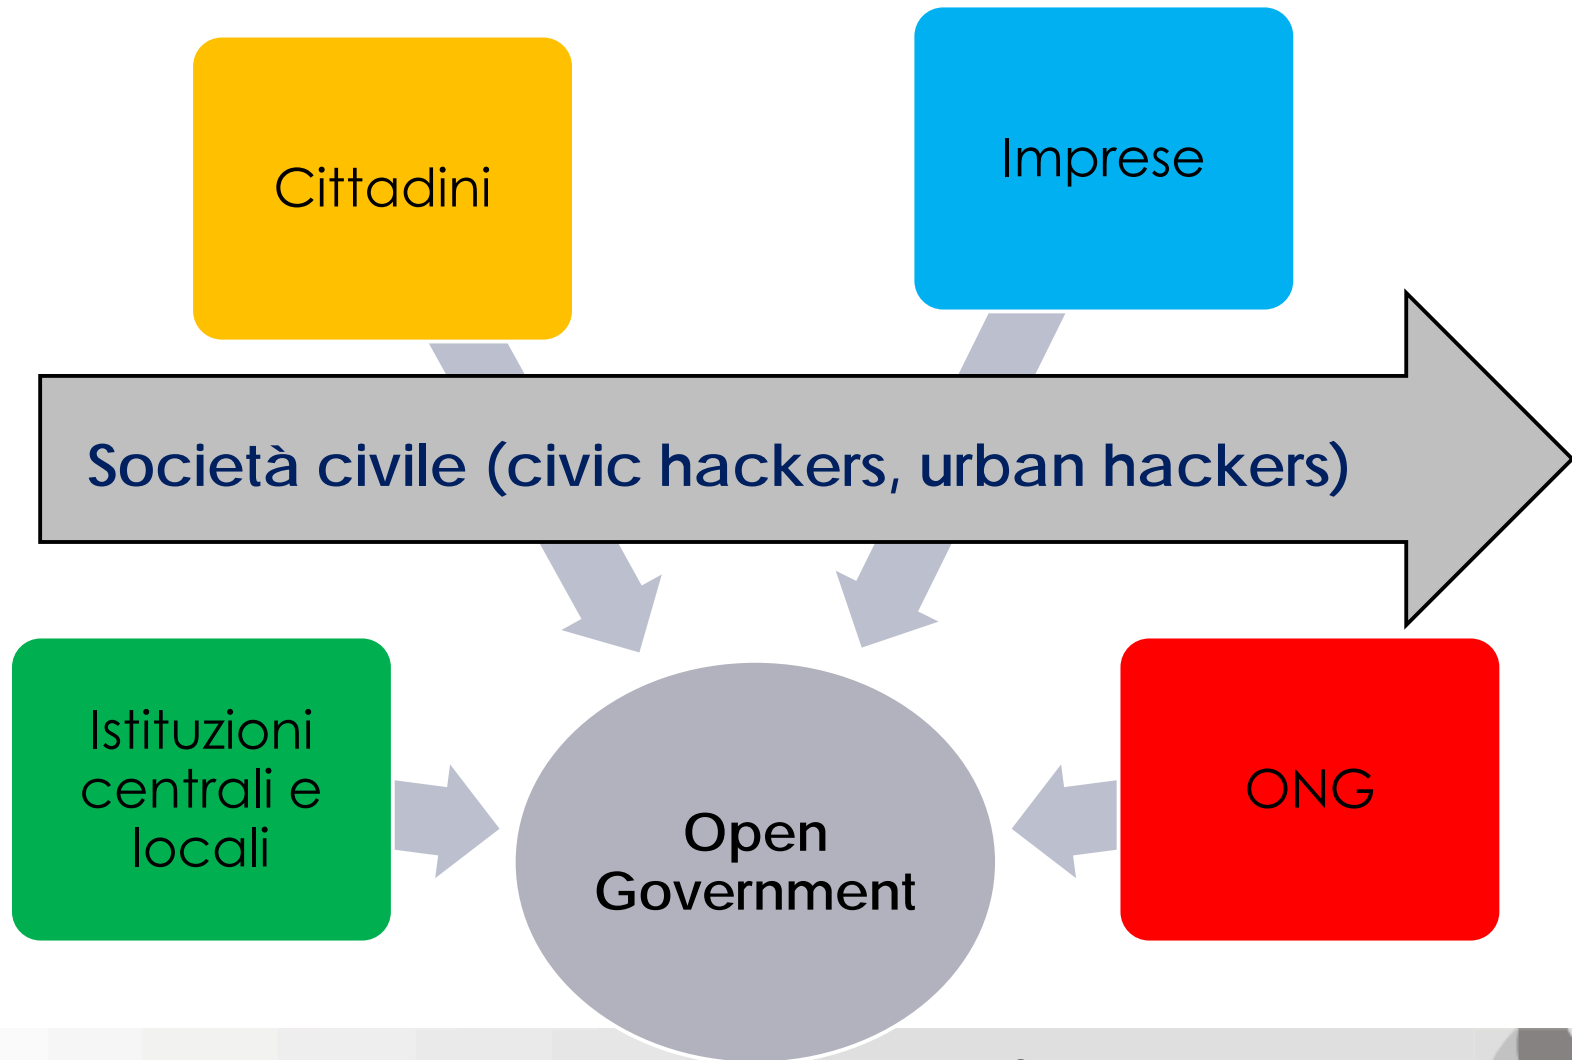 Cittadini
Imprese
Società civile (civic hackers, urban hackers)
Istituzioni
centrali e
locali
Open
Government
ONG